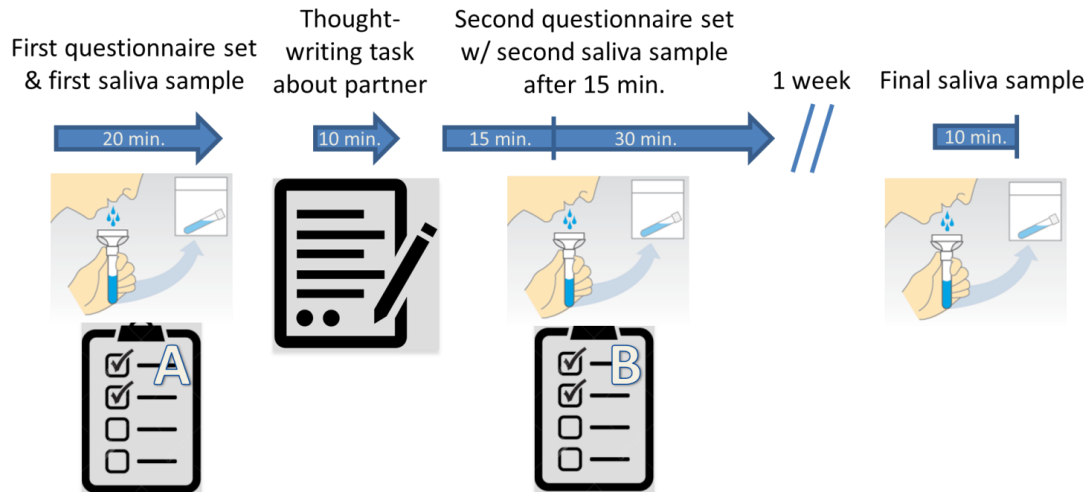 First questionnaire set
& first saliva sample
20 min.
A
Thought-
writing task
about partner
10 min.
Second questionnaire set
w/ second saliva sample
after 15 min.
15 min.
30 min.
B
1 week
Final saliva sample
10 min.